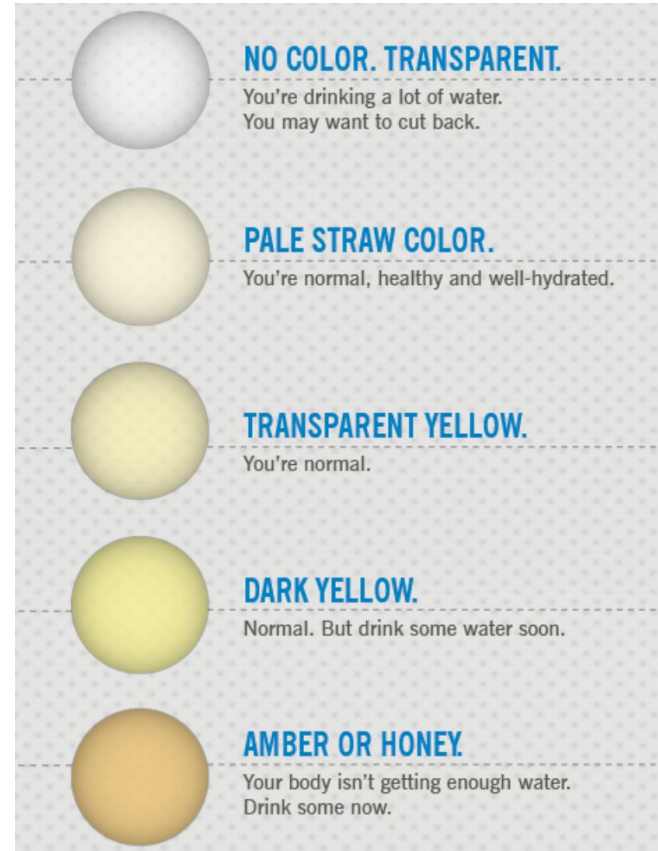 NO COLOR. TRANSPARENT.
You're drinking a lot of water.
You may want to cut back.
PALE STRAW COLOR.
You're normal, healthy and well-hydrated.
TRANSPARENT YELLOW.
You're normal.
DARK YELLOW.
Normal. But drink some water soon.
AMBER OR HONEY.
Your body isn't getting enough water.
Drink some now.